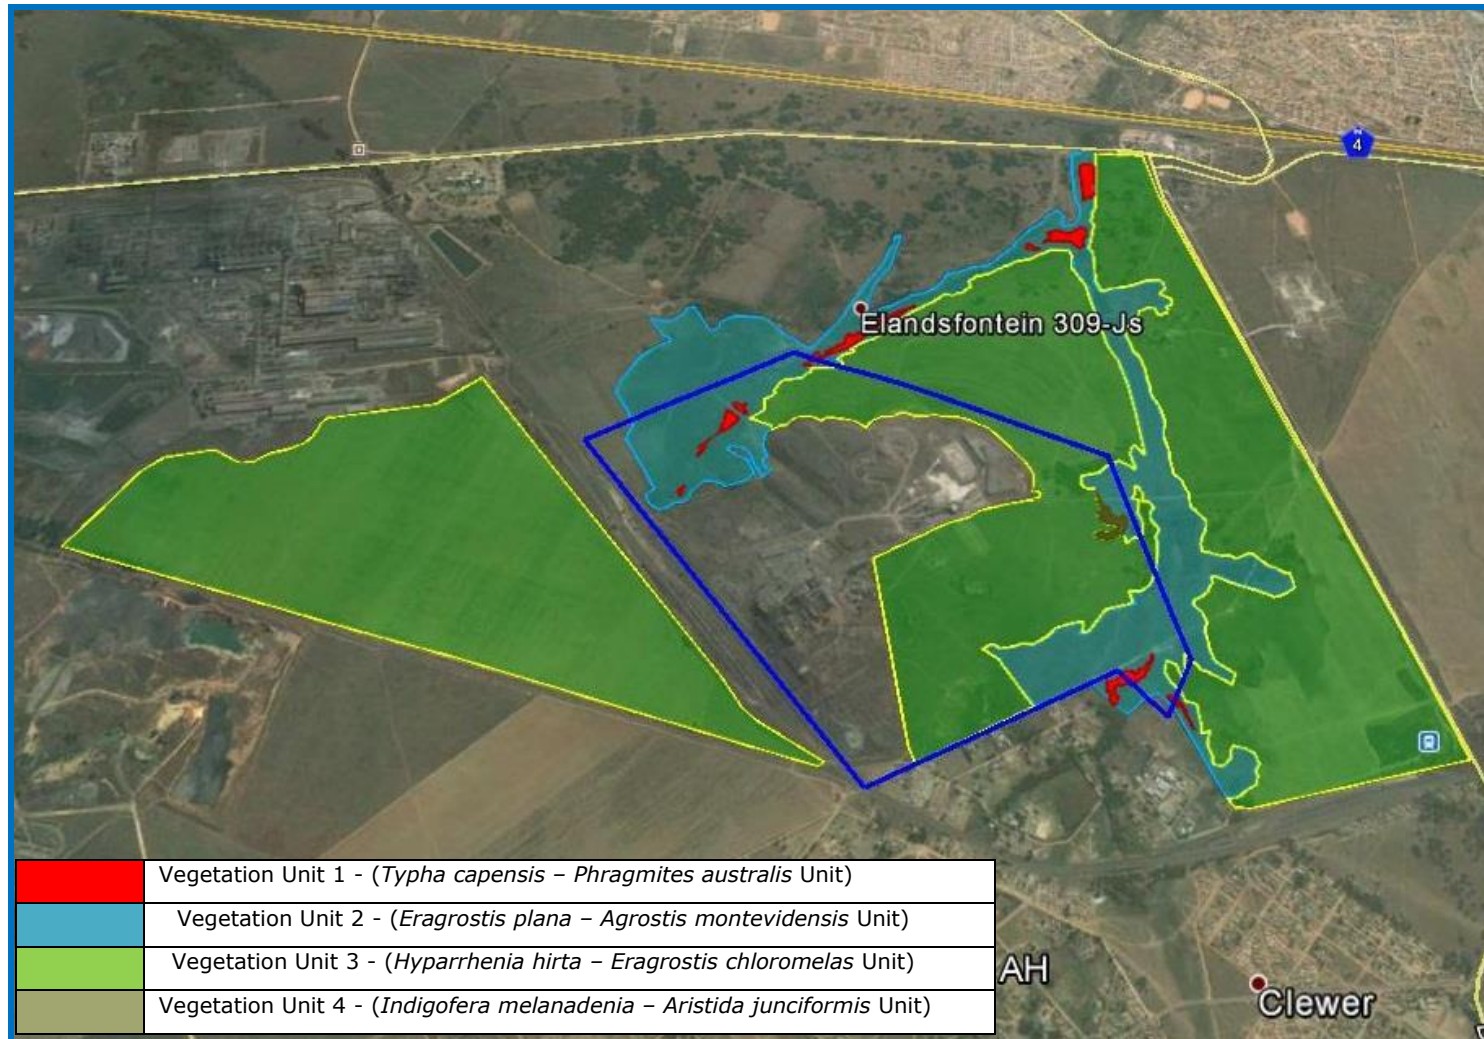 4
Elandsfontein 309-Js
Vegetation Unit 1 - (Typha capensis – Phragmites australis Unit)
Vegetation Unit 2 - (Eragrostis plana – Agrostis montevidensis Unit)
Vegetation Unit 3 - (Hyparrhenia hirta – Eragrostis chloromelas Unit)
Vegetation Unit 4 - (Indigofera melanadenia – Aristida junciformis Unit)
AH
Clewer